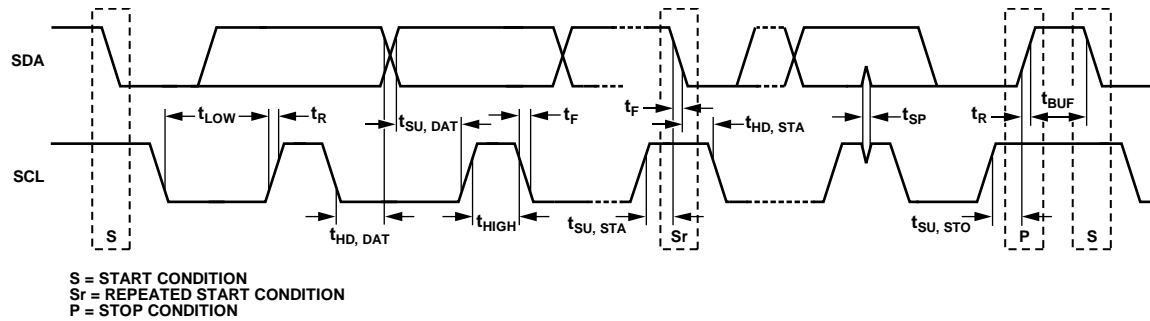 SDA
tLOW
tR
tSU, DAT
tF
tF
tHD, STA
tSP
tR
tBUF
SCL
tHD, DAT
tHIGH
tSU, STA
tSU, STO
S
Sr
P
S
S = START CONDITION
Sr = REPEATED START CONDITION
P = STOP CONDITION